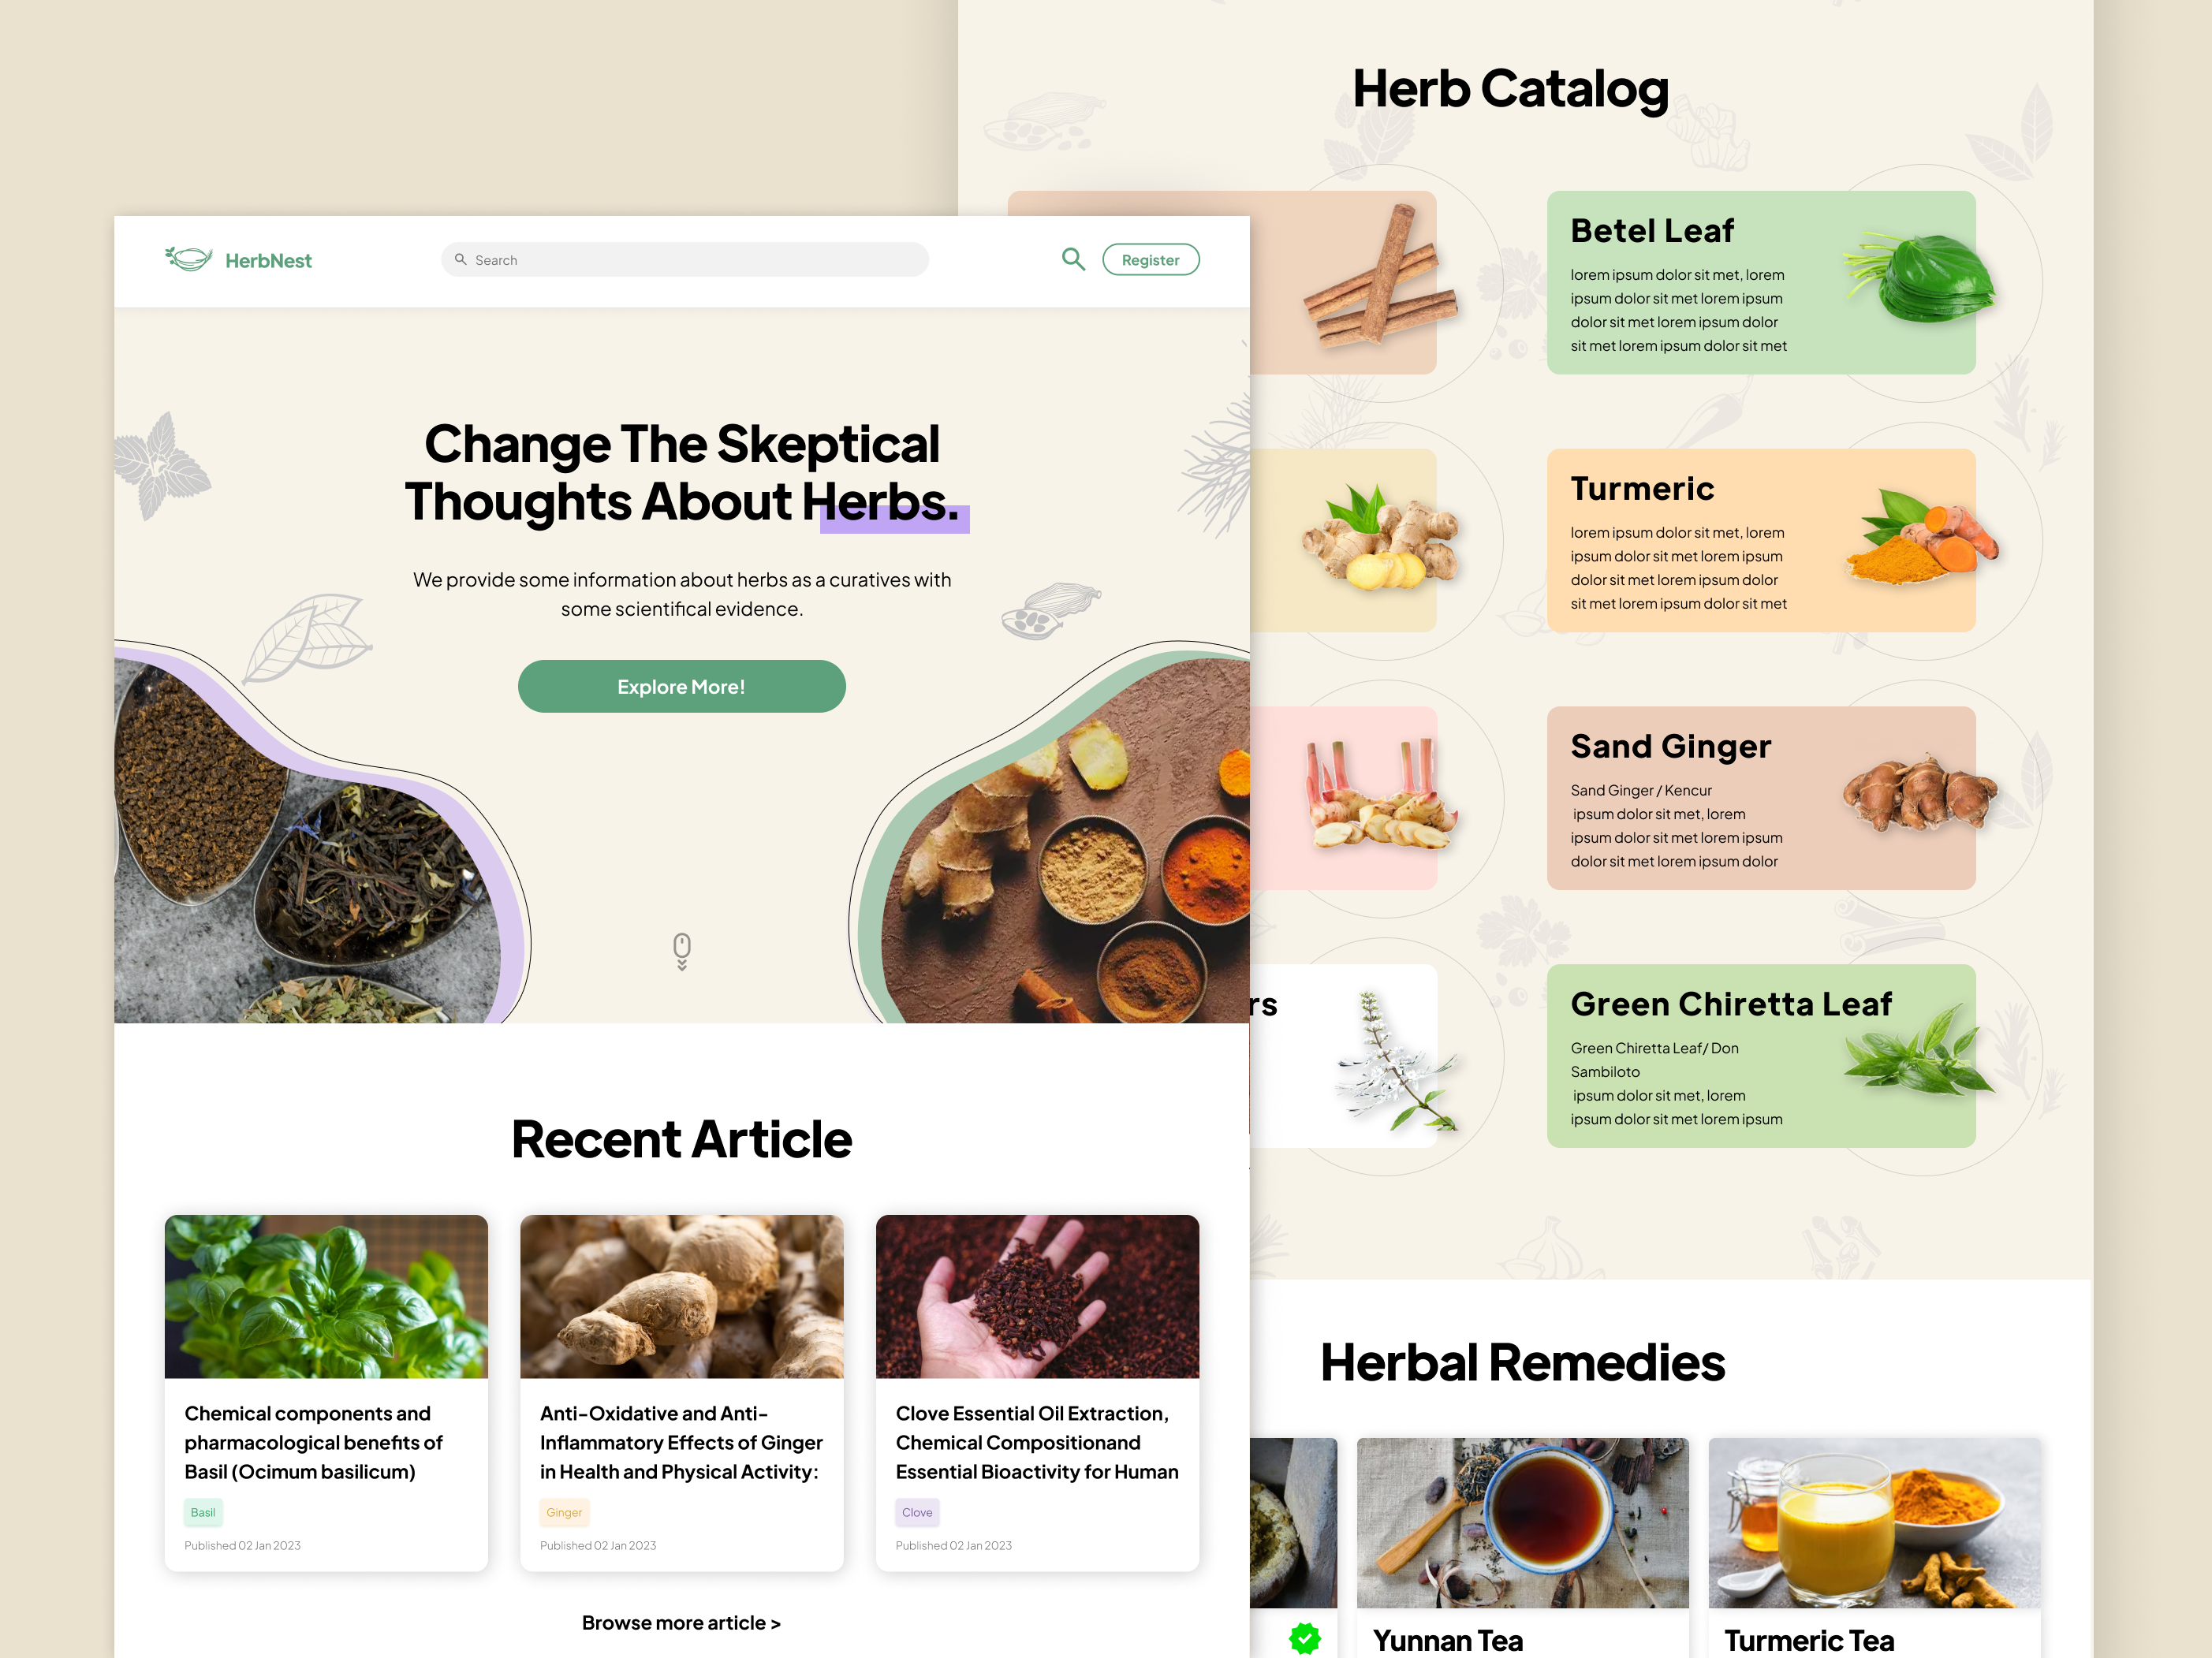 HerbNest
Search
Register
Change The Skeptical
Thoughts About Herbs.
We provide some information about herbs as a curatives with
some scientifical evidence.
Explore More!
Recent Article
Chemical components and
pharmacological benefits of
Basil (Ocimum basilicum)
Basil
Published 02 Jan 2023
Anti-Oxidative and Anti-
Inflammatory Effects of Ginger
in Health and Physical Activity:
Ginger
Published 02 Jan 2023
Clove Essential Oil Extraction,
Chemical Compositionand
Essential Bioactivity for Human
Clove
Published 02 Jan 2023
Browse more article >
Herb Catalog
Betel Leaf
lorem ipsum dolor sit met, lorem
ipsum dolor sit met lorem ipsum
dolor sit met lorem ipsum dolor
sit met lorem ipsum dolor sit met
Turmeric
lorem ipsum dolor sit met, lorem
ipsum dolor sit met lorem ipsum
dolor sit met lorem ipsum dolor
sit met lorem ipsum dolor sit met
Sand Ginger
Sand Ginger / Kencur
ipsum dolor sit met, lorem
ipsum dolor sit met lorem ipsum
dolor sit met lorem ipsum dolor
rs
Green Chiretta Leaf
Green Chiretta Leaf/ Don
Sambiloto
ipsum dolor sit met, lorem
ipsum dolor sit met lorem ipsum
Herbal Remedies
Yunnan Tea
Turmeric Tea